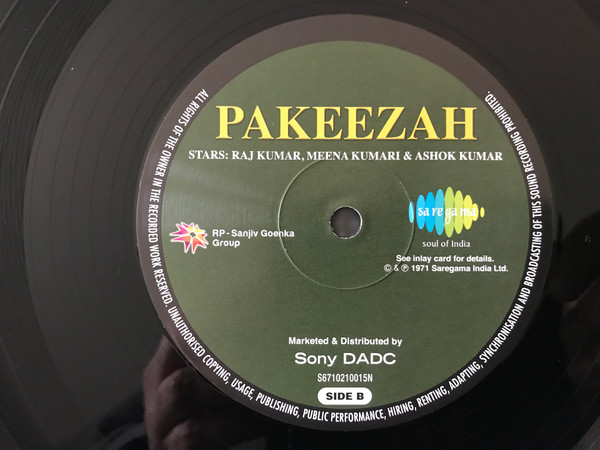 PAKEEZAH
STARS: RAJ KUMAR, MEENA KUMARI & ASHOK KUMAR
RP - Sanjiv Goenka
Group
sa re ga ma
soul of India
See inlay card for details.
© & ℗ 1971 Saregama India Ltd.
Marketed & Distributed by
Sony DADC
S6710210015N
SIDE B
ALL RIGHTS OF THE OWNER IN THE RECORDED WORK RESERVED. UNAUTHORISED COPYING, USAGE, PUBLISHING, PUBLIC PERFORMANCE, HIRING, RENTING, ADAPTING, SYNCHRONISATION AND BROADCASTING OF THIS SOUND RECORDING PROHIBITED.